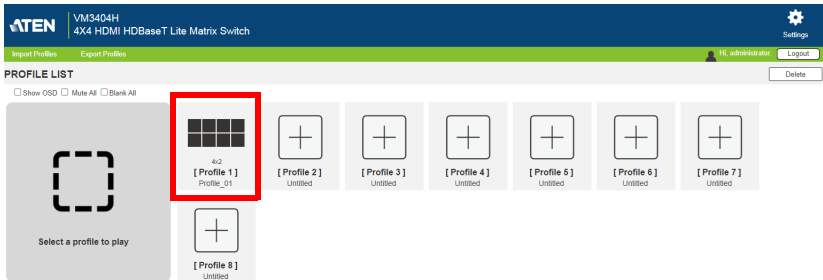 ATEN
VM3404H
4X4 HDMI HDBaseT Lite Matrix Switch
Settings
Import Profiles Export Profiles
Hi, administrator Logout
PROFILE LIST
Delete
Show OSD Mute All Blank All
4x2
[ Profile 1 ] [ Profile 2 ] [ Profile 3 ] [ Profile 4 ] [ Profile 5 ] [ Profile 6 ] [ Profile 7 ]
Profile_01 Untitled Untitled Untitled Untitled Untitled Untitled
Select a profile to play
[ Profile 8 ]
Untitled